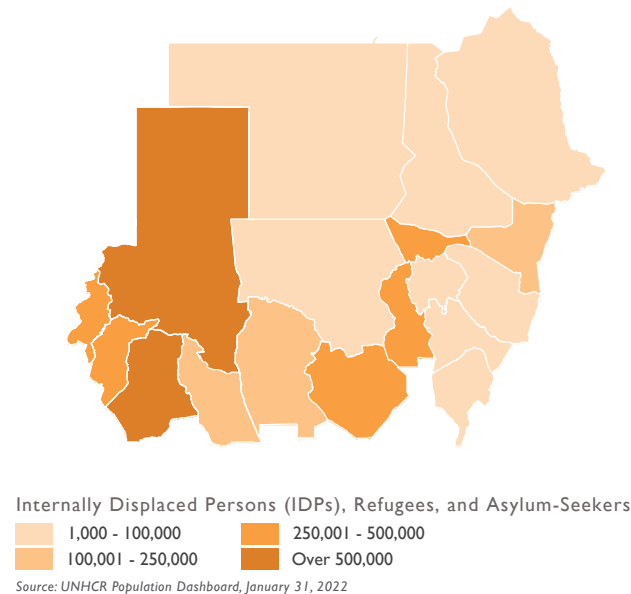 Internally Displaced Persons (IDPs), Refugees, and Asylum-Seekers
1,000 - 100,000
250,001 - 500,000
100,001 - 250,000
Over 500,000
Source: UNHCR Population Dashboard, January 31, 2022